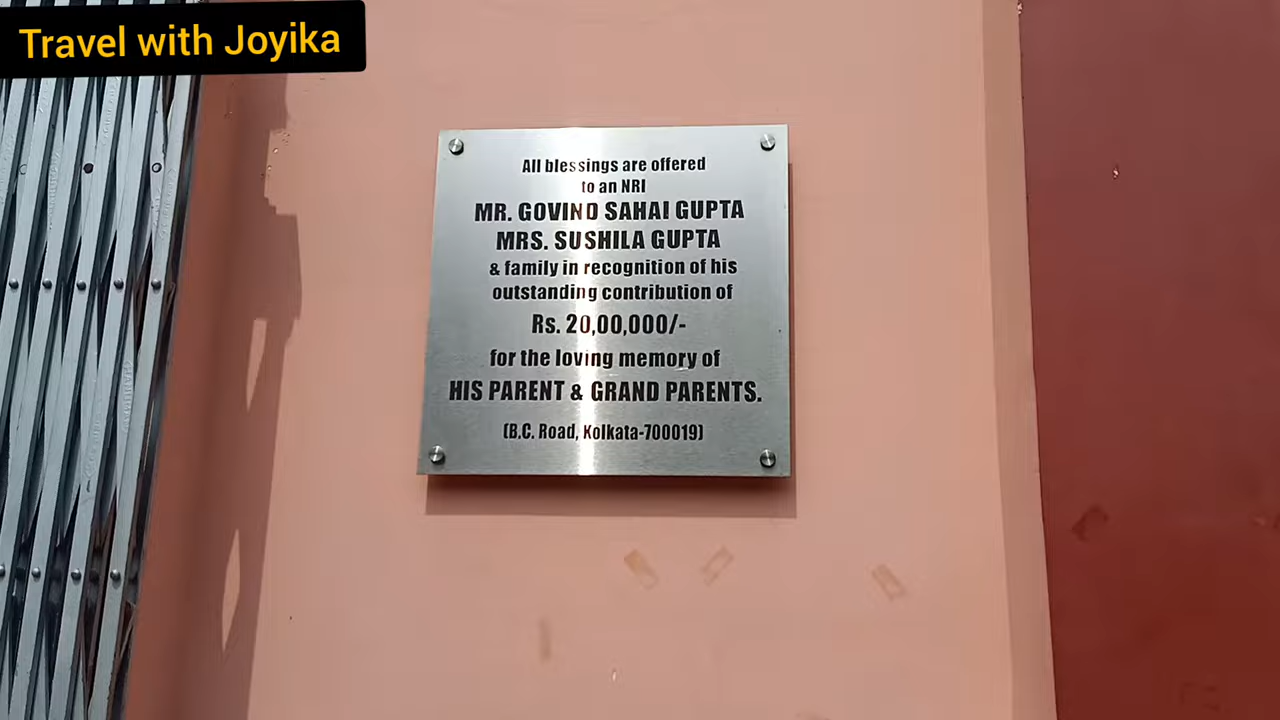 Travel with Joyika
All blessings are offered
to an NRI
MR. GOVIND SAHAI GUPTA
MRS. SUSHILA GUPTA
& family in recognition of his
outstanding contribution of
Rs. 20,00,000/-
for the loving memory of
HIS PARENT & GRAND PARENTS.
(B.C. Road, Kolkata-700019)